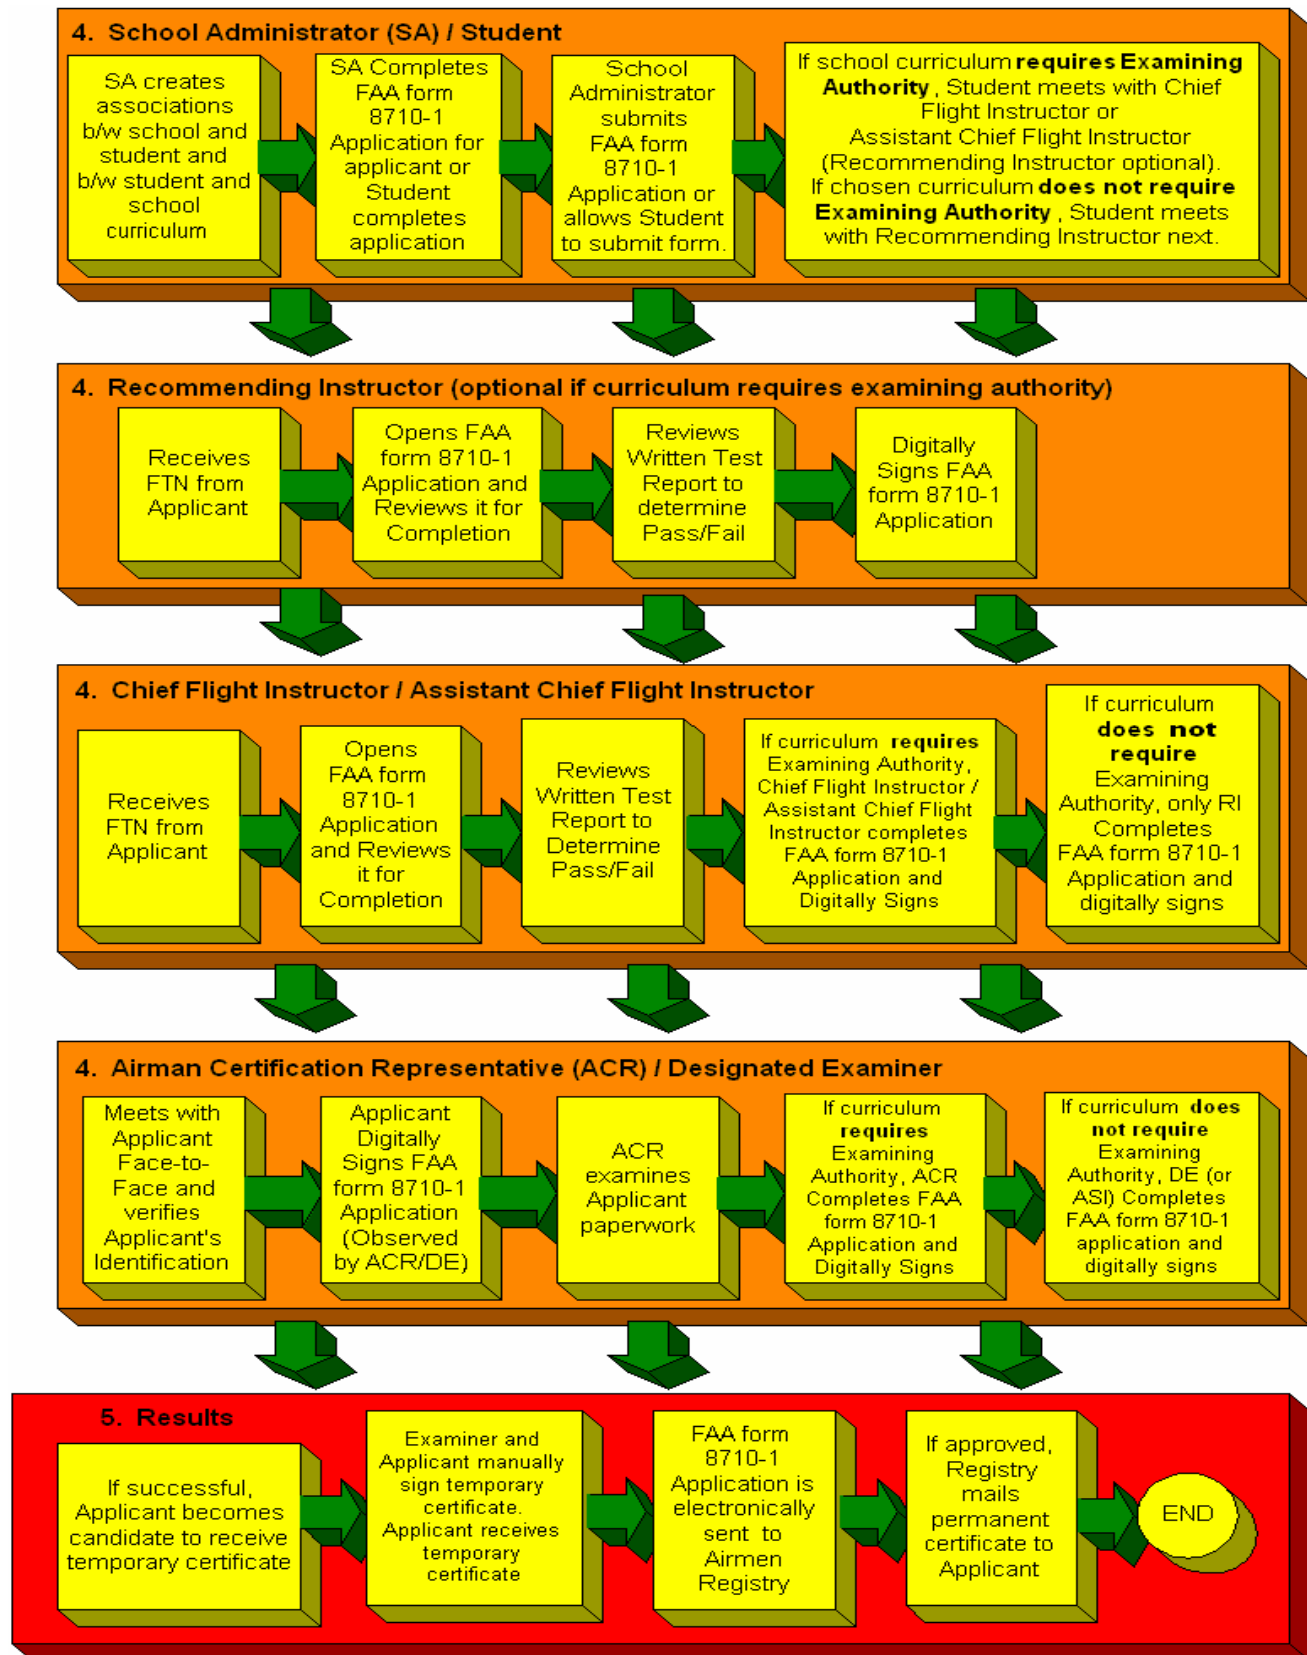 4. School Administrator (SA) / Student
SA creates
associations
b/w school and
student and
b/w student and
school
curriculum
SA Completes
FAA form
8710-1
Application for
applicant or
Student
completes
application
School
Administrator
submits
FAA form
8710-1
Application or
allows Student
to submit form.
If school curriculum requires Examining
Authority, Student meets with Chief
Flight Instructor or
Assistant Chief Flight Instructor
(Recommending Instructor optional).
If chosen curriculum does not require
Examining Authority, Student meets
with Recommending Instructor next.
4. Recommending Instructor (optional if curriculum requires examining authority)
Receives
FTN from
Applicant
Opens FAA
form 8710-1
Application and
Reviews it for
Completion
Reviews
Written Test
Report to
determine
Pass/Fail
Digitally
Signs FAA
form 8710-1
Application
4. Chief Flight Instructor / Assistant Chief Flight Instructor
Receives
FTN from
Applicant
Opens
FAA form
8710-1
Application
and Reviews
it for
Completion
Reviews
Written Test
Report to
Determine
Pass/Fail
If curriculum requires
Examining Authority,
Chief Flight Instructor /
Assistant Chief Flight
Instructor completes
FAA form 8710-1
Application and
Digitally Signs
If curriculum
does not
require
Examining
Authority, only RI
Completes
FAA form 8710-1
Application and
digitally signs
4. Airman Certification Representative (ACR) / Designated Examiner
Meets with
Applicant
Face-to-
Face and
verifies
Applicant's
Identification
Applicant
Digitally
Signs FAA
form 8710-1
Application
(Observed
by ACR/DE)
ACR
examines
Applicant
paperwork
If curriculum
requires
Examining
Authority, ACR
Completes FAA
form 8710-1
Application and
Digitally Signs
If curriculum does
not require
Examining
Authority, DE (or
ASI) Completes
FAA form 8710-1
application and
digitally signs
5. Results
If successful,
Applicant becomes
candidate to receive
temporary certificate
Examiner and
Applicant manually
sign temporary
certificate.
Applicant receives
temporary
certificate
FAA form
8710-1
Application is
electronically
sent to
Airmen
Registry
If approved,
Registry
mails
permanent
certificate to
Applicant
END